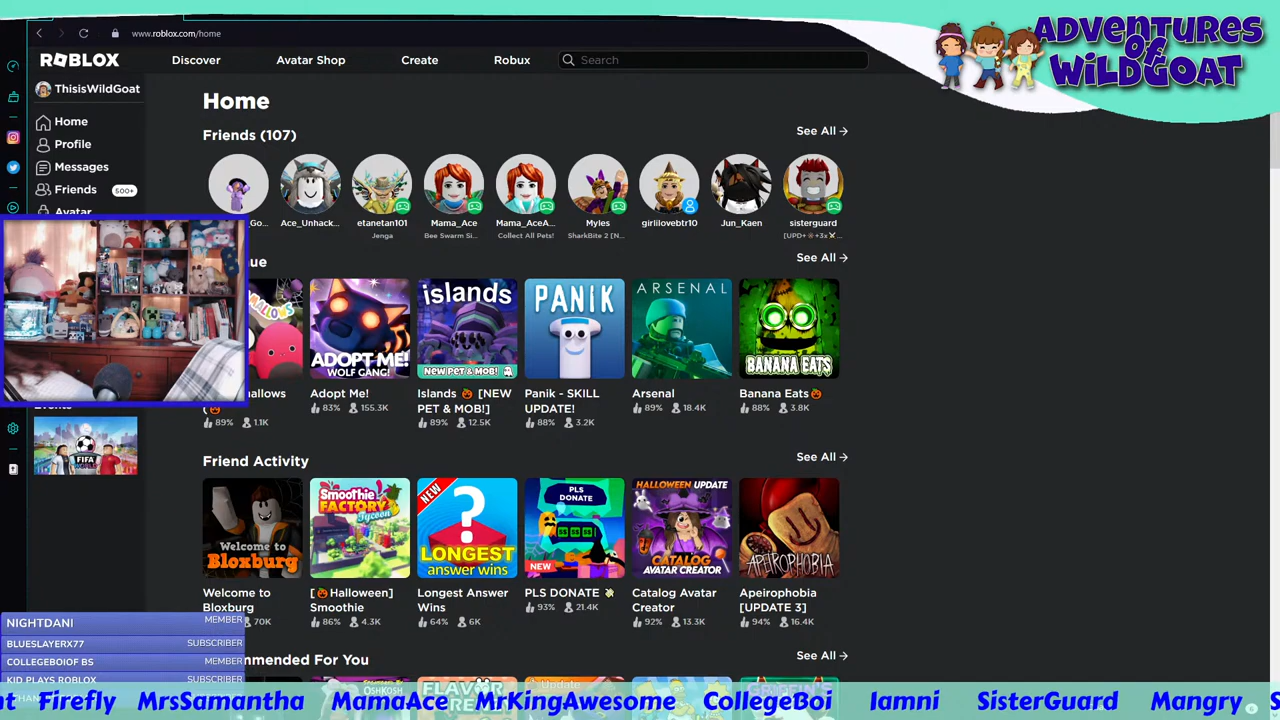 www.roblox.com/home
ADVENTURES
OF
WILDGOAT
ROBLOX
Discover
Avatar Shop
Create
Robux
Search
ThisisWildGoat
Home
Profile
Messages
Friends
500+
Avatar
Home
Friends (107)
See All →
Ace_Unhack...
etanetan101
Mama_Ace
Mama_AceA...
Myles
girlilovebtr10
Jun_Kaen
sisterguard
Jenga
Bee Swarm Si...
Collect All Pets!
SharkBite 2 [N...
See All →
ADOPT ME!
WOLF GANG!
islands
NEW PET & MOB!
PANIK
ARSENAL
BANANA EATS
Adopt Me!
Islands 🎃 [NEW
PET & MOB!]
Panik - SKILL
UPDATE!
Arsenal
Banana Eats🎃
83% 155.3K
89% 18.4K
88% 3.8K
89% 1.1K
89% 12.5K
88% 3.2K
Events
FIFA
WORLD
Friend Activity
See All →
Welcome to
Bloxburg
Smoothie
FACTORY
Tycoon
NEW
?
LONGEST
answer wins
PLS
DONATE
NEW
HALLOWEEN UPDATE
CATALOG
AVATAR CREATOR
APEIROPHOBIA
Welcome to
Bloxburg
[🎃Halloween]
Smoothie
Longest Answer
Wins
PLS DONATE
Catalog Avatar
Creator
Apeirophobia
[UPDATE 3]
93% 21.4K
70K
86% 4.3K
64% 6K
92% 13.3K
94% 16.4K
NIGHTDANI MEMBER
BLUESLAYERX77 SUBSCRIBER
COLLEGEBOIOF BS MEMBER
KID PLAYS ROBLOX SUBSCRIBER
mmended For You
See All →
Firefly MrsSamantha MamaAce MrKingAwesome CollegeBoi Iamni SisterGuard Mangry